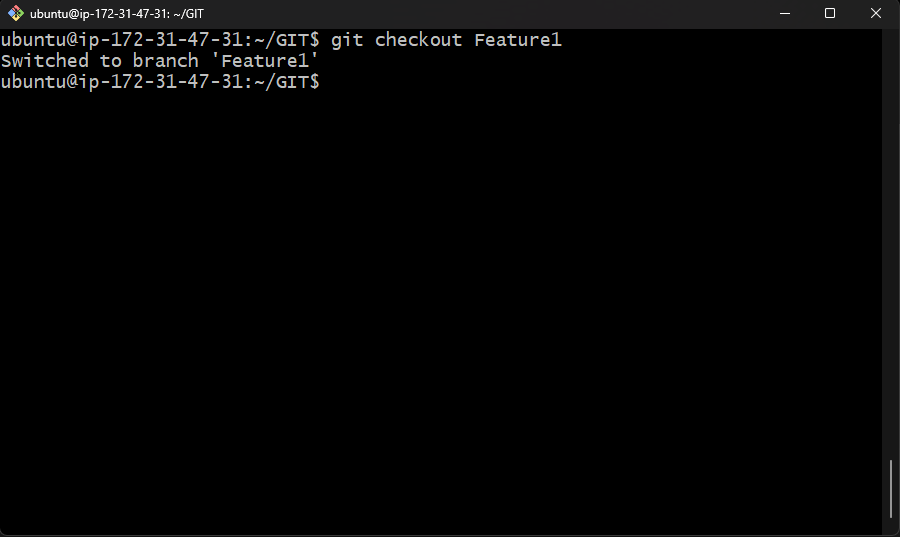 ubuntu@ip-172-31-47-31: ~/GIT
ubuntu@ip-172-31-47-31:~/GIT$ git checkout Feature1
Switched to branch 'Feature1'
ubuntu@ip-172-31-47-31:~/GIT$